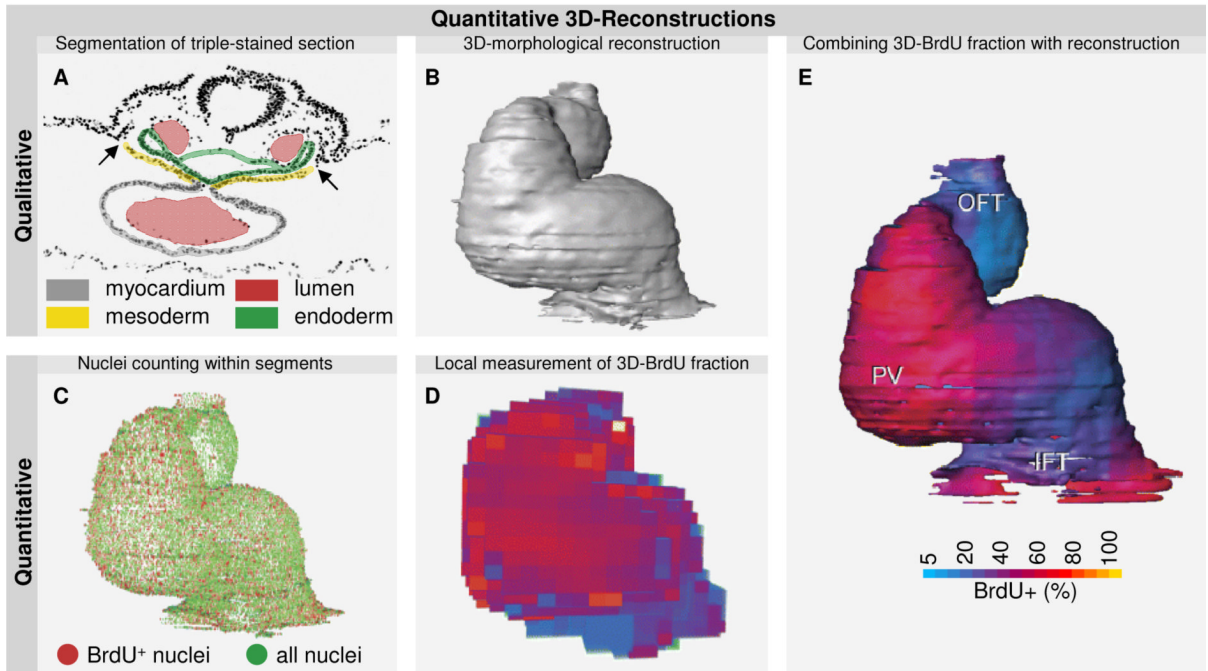 Quantitative 3D-Reconstructions
Qualitative
Segmentation of triple-stained section
A
myocardium
lumen
mesoderm
endoderm
3D-morphological reconstruction
B
Combining 3D-BrdU fraction with reconstruction
E
OFT
PV
IFT
5 20 40 60 80 100
BrdU+ (%)
Quantitative
Nuclei counting within segments
C
BrdU⁺ nuclei
all nuclei
Local measurement of 3D-BrdU fraction
D